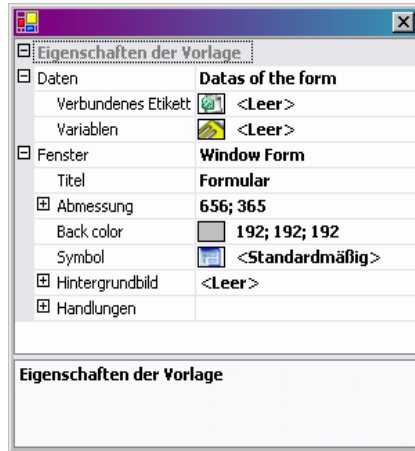 Eigenschaften der Vorlage
Daten Datas of the form
Verbundenes Etikett <Leer>
Variablen <Leer>
Fenster Window Form
Titel Formular
Abmessung 656; 365
Back color 192; 192; 192
Symbol <Standardmäßig>
Hintergrundbild <Leer>
Handlungen
Eigenschaften der Vorlage